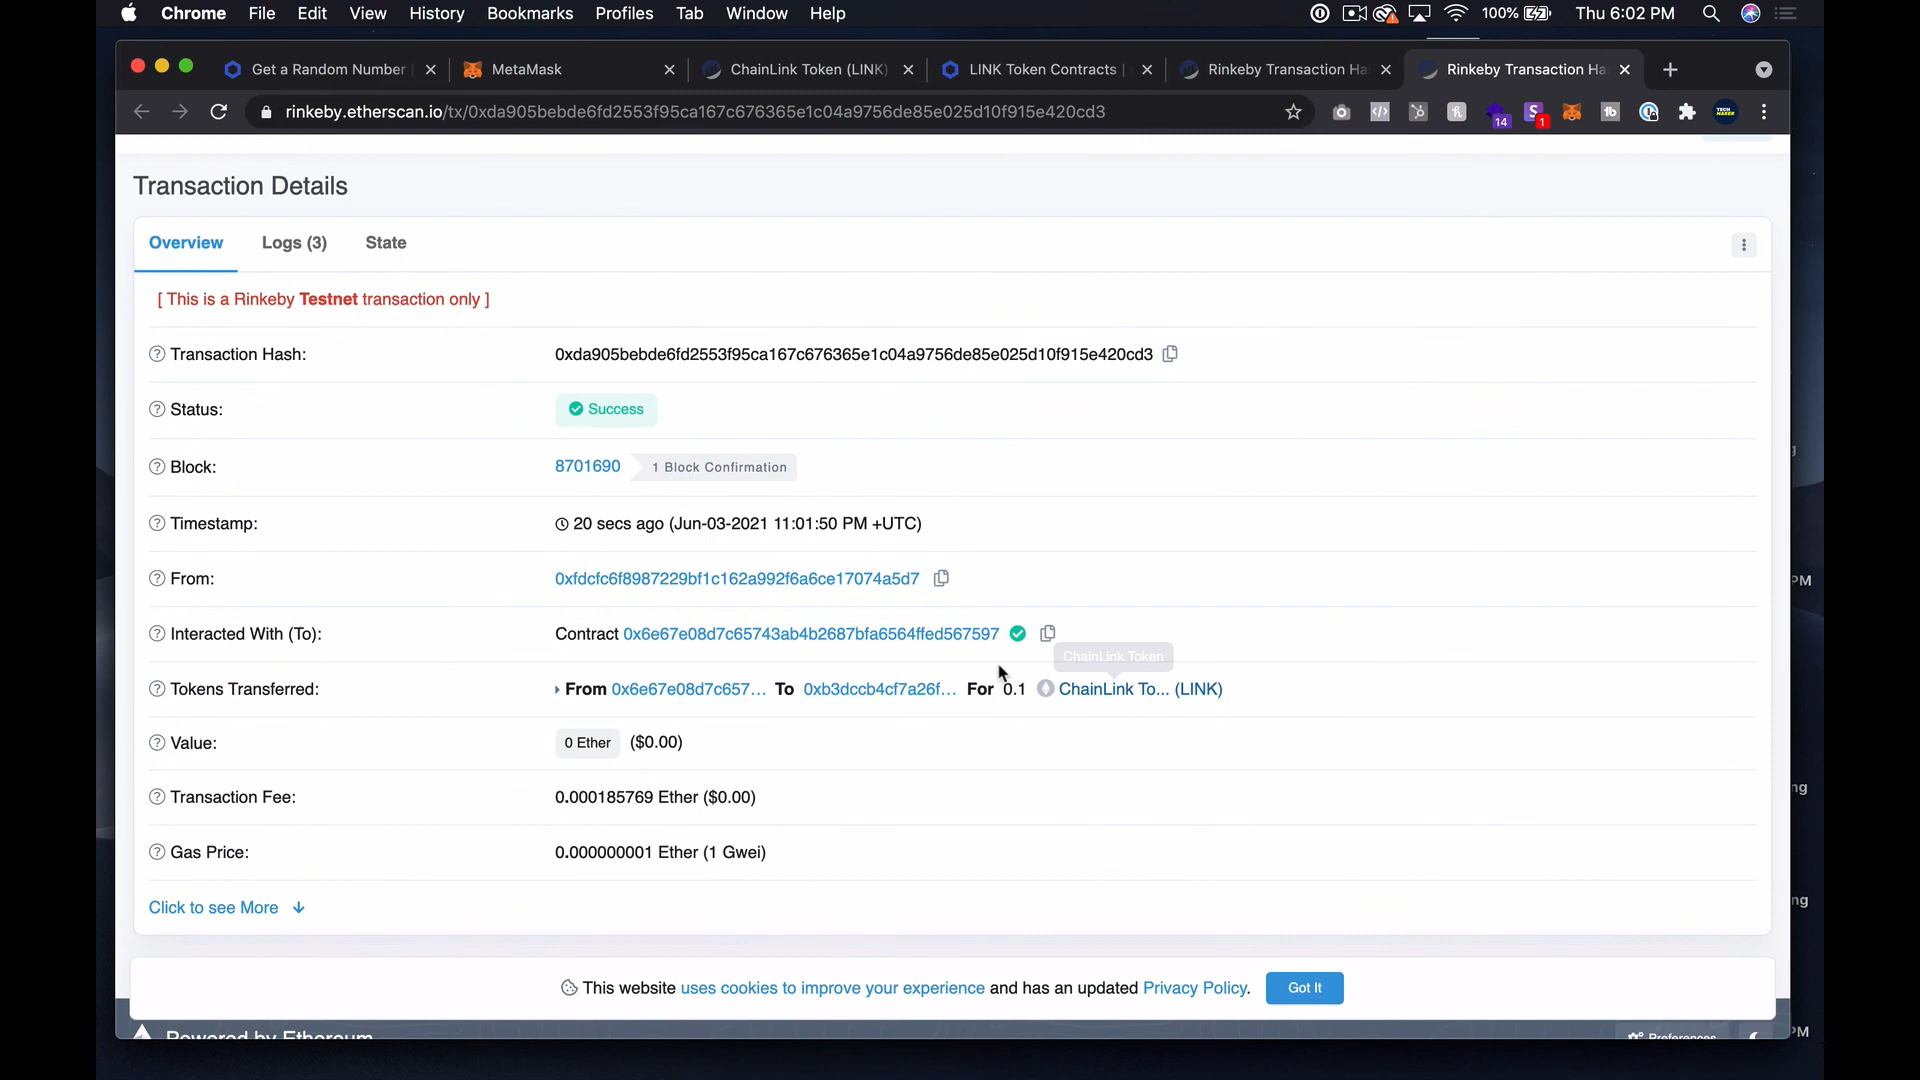 Chrome File Edit View History Bookmarks Profiles Tab Window Help 100% Thu 6:02 PM
Get a Random Number MetaMask ChainLink Token (LINK) LINK Token Contracts | Rinkeby Transaction Ha Rinkeby Transaction Ha
rinkeby.etherscan.io/tx/0xda905bebde6fd2553f95ca167c676365e1c04a9756de85e025d10f915e420cd3 14 1
Transaction Details
Overview Logs (3) State
[ This is a Rinkeby Testnet transaction only ]
Transaction Hash: 0xda905bebde6fd2553f95ca167c676365e1c04a9756de85e025d10f915e420cd3
Status: Success
Block: 8701690 1 Block Confirmation
Timestamp: 20 secs ago (Jun-03-2021 11:01:50 PM +UTC)
From: 0xfdcfc6f8987229bf1c162a992f6a6ce17074a5d7
Interacted With (To): Contract 0x6e67e08d7c65743ab4b2687bfa6564ffed567597
ChainLink Token
Tokens Transferred: From 0x6e67e08d7c657... To 0xb3dccb4cf7a26f... For 0.1 ChainLink To... (LINK)
Value: 0 Ether ($0.00)
Transaction Fee: 0.000185769 Ether ($0.00)
Gas Price: 0.000000001 Ether (1 Gwei)
Click to see More
This website uses cookies to improve your experience and has an updated Privacy Policy. Got It
Powered by Ethereum Preferences